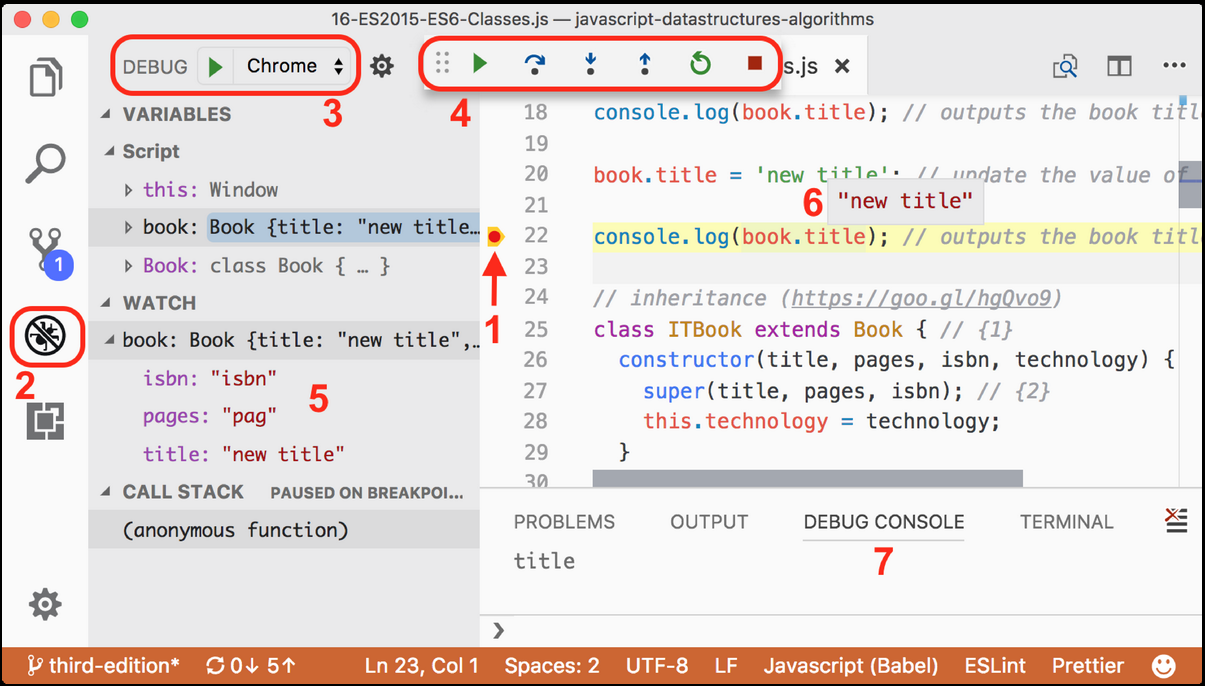 16-ES2015-ES6-Classes.js — javascript-datastructures-algorithms
DEBUG Chrome
s.js
3
4
VARIABLES
Script
this: Window
book: Book {title: "new title…
Book: class Book { … }
WATCH
book: Book {title: "new title",…
isbn: "isbn"
pages: "pag"
title: "new title"
5
CALL STACK PAUSED ON BREAKPOI…
(anonymous function)
1
2
18 console.log(book.title); // outputs the book titl
19
20 book.title = 'new title'; // update the value of
21
6 "new title"
22 console.log(book.title); // outputs the book titl
23
1
24 // inheritance (https://goo.gl/hgQvo9)
25 class ITBook extends Book { // {1}
26 constructor(title, pages, isbn, technology) {
27 super(title, pages, isbn); // {2}
28 this.technology = technology;
29 }
30
PROBLEMS OUTPUT DEBUG CONSOLE TERMINAL
title
7
third-edition* 0↓ 5↑ Ln 23, Col 1 Spaces: 2 UTF-8 LF Javascript (Babel) ESLint Prettier